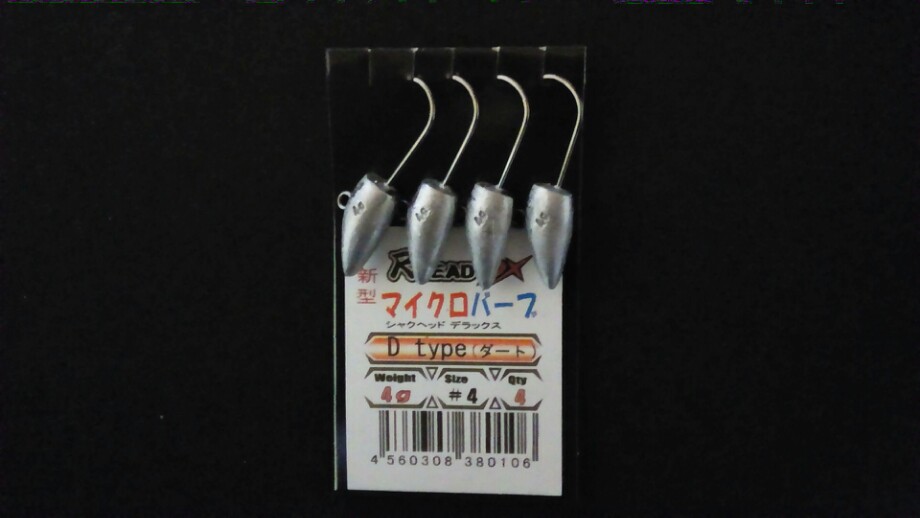 新型
マイクロバーブ
シャクヘッド デラックス
D type(ダート)
Weight Size Qty
4g #4 4
4 560308 380106